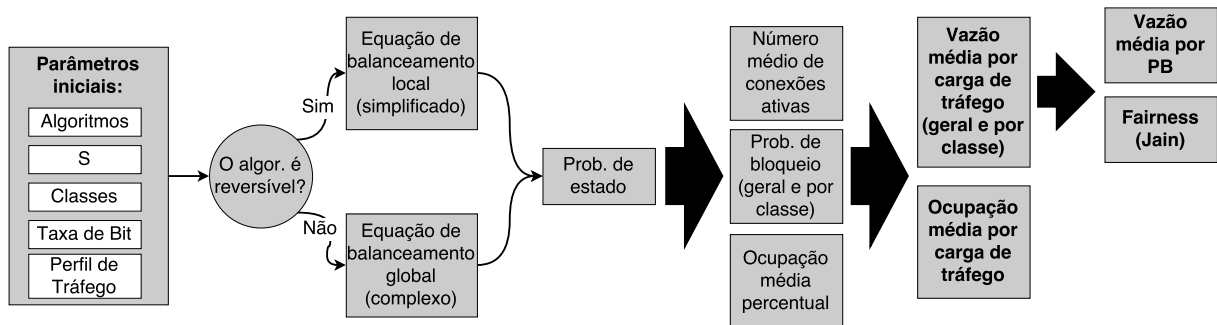 Parâmetros
iniciais:
Algoritmos
S
Classes
Taxa de Bit
Perfil de
Tráfego
O algor. é
reversível?
Sim
Não
Equação de
balanceamento
local
(simplificado)
Equação de
balanceamento
global
(complexo)
Prob. de
estado
Número
médio de
conexões
ativas
Prob. de
bloqueio
(geral e por
classe)
Ocupação
média
percentual
Vazão
média por
carga de
tráfego
(geral e por
classe)
Ocupação
média por
carga de
tráfego
Vazão
média por
PB
Fairness
(Jain)